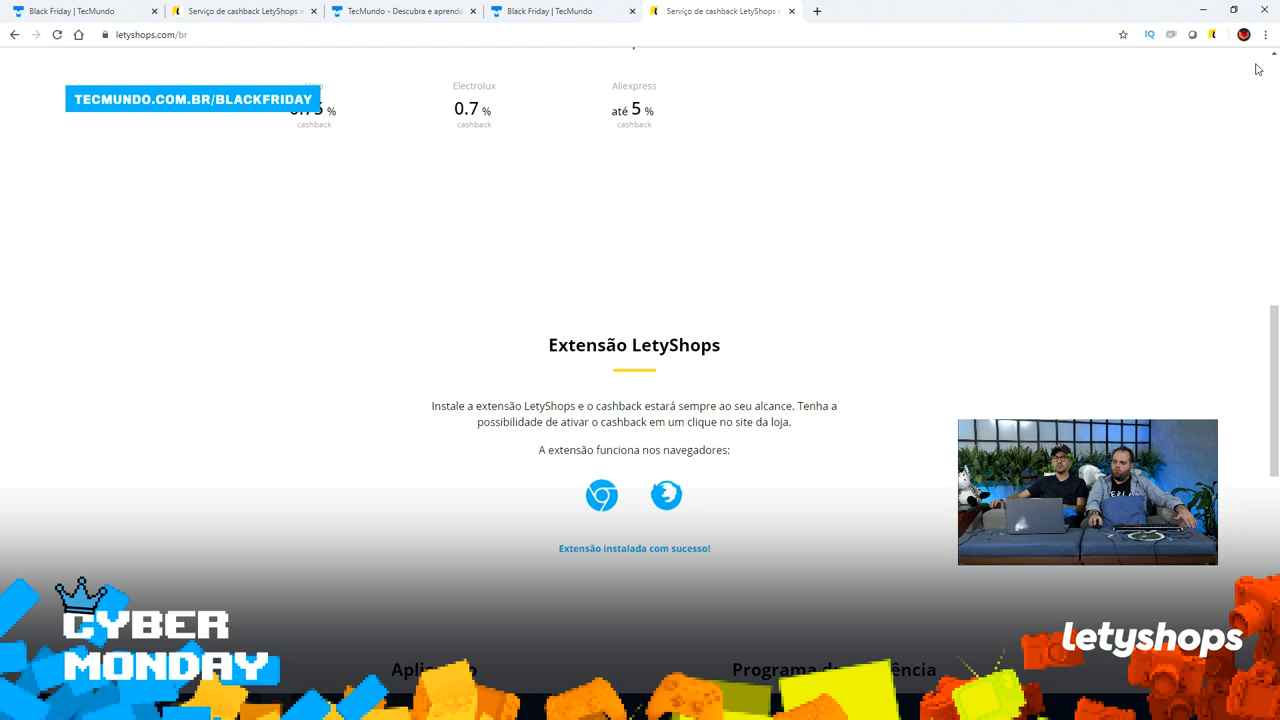 Black Friday | TecMundo
Serviço de cashback LetyShops
TecMundo - Descubra e aprenda
Black Friday | TecMundo
Serviço de cashback LetyShops
letyshops.com/br
TECMUNDO.COM.BR/BLACKFRIDAY
Electrolux
Aliexpress
%
0.7 %
até 5 %
cashback
cashback
cashback
Extensão LetyShops
Instale a extensão LetyShops e o cashback estará sempre ao seu alcance. Tenha a
possibilidade de ativar o cashback em um clique no site da loja.
A extensão funciona nos navegadores:
Extensão instalada com sucesso!
CYBER
MONDAY
letyshops